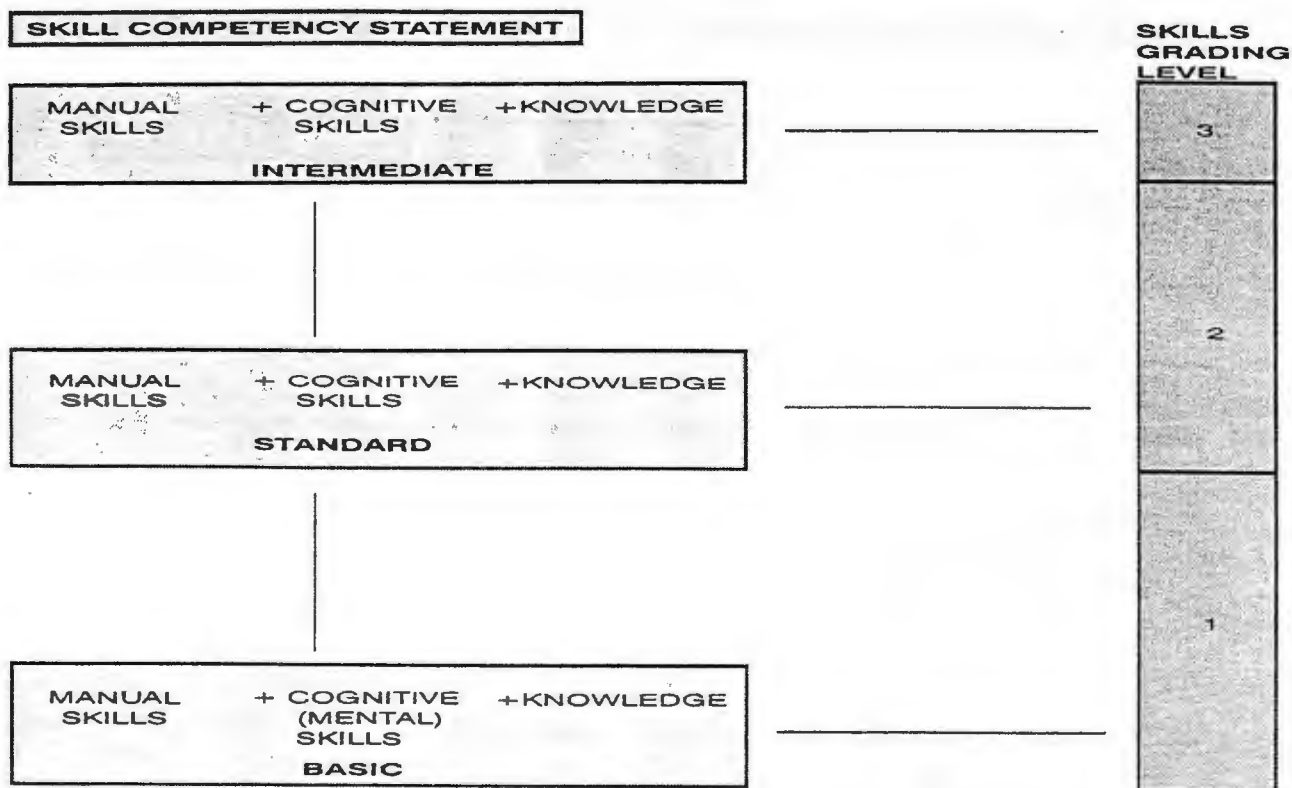 SKILL COMPETENCY STATEMENT
SKILLS
GRADING
LEVEL
MANUAL + COGNITIVE +KNOWLEDGE
SKILLS SKILLS
INTERMEDIATE
3
MANUAL + COGNITIVE +KNOWLEDGE
SKILLS SKILLS
STANDARD
2
MANUAL + COGNITIVE +KNOWLEDGE
SKILLS (MENTAL)
SKILLS
BASIC
1